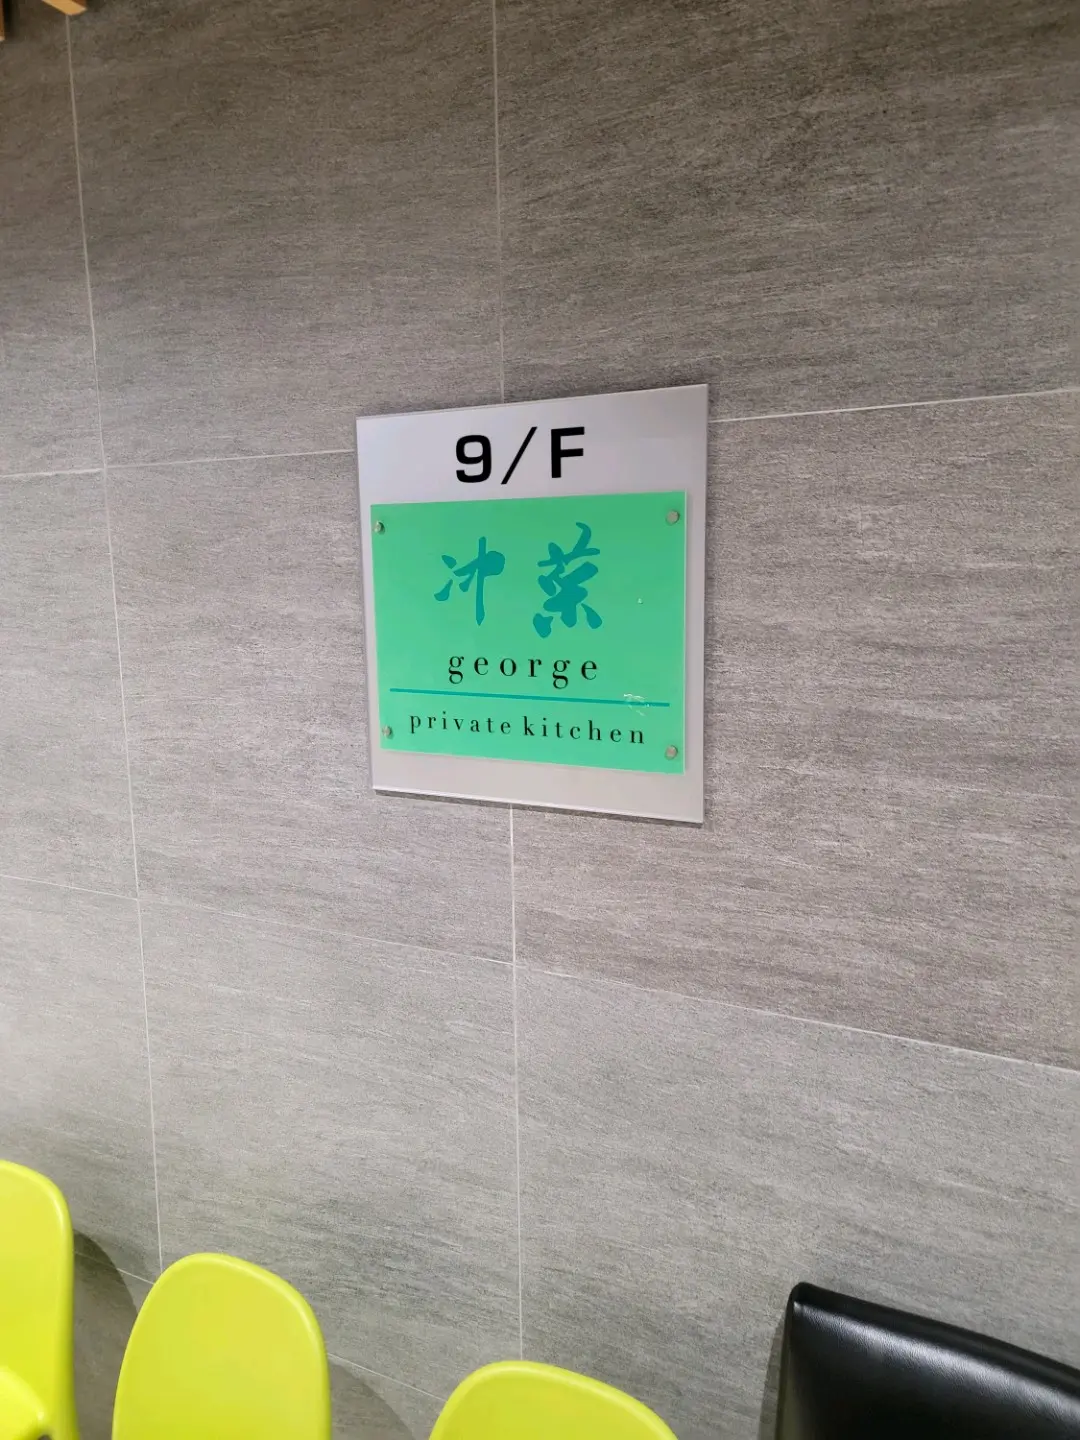 9/F
冲菜
george
private kitchen